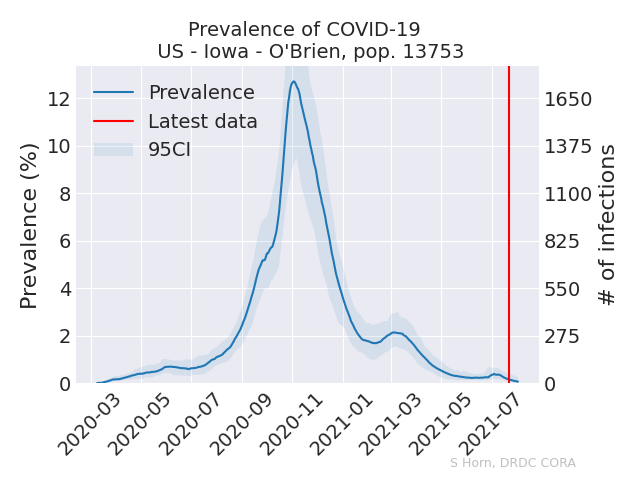 Prevalence of COVID-19
US - Iowa - O'Brien, pop. 13753
Prevalence
Latest data
95CI
Prevalence (%)
12
10
8
6
4
2
0
1650
1375
1100
825
550
275
0
# of infections
2020-03
2020-05
2020-07
2020-09
2020-11
2021-01
2021-03
2021-05
2021-07
S Horn, DRDC CORA